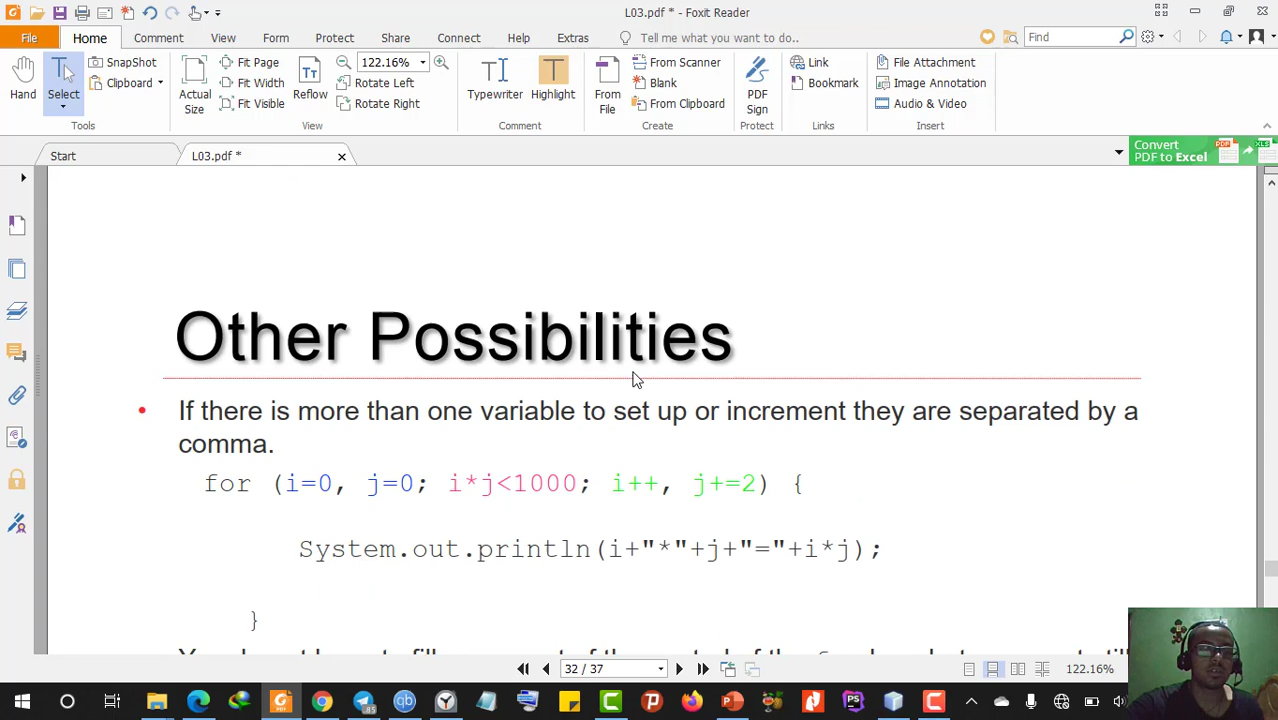 L03.pdf * - Foxit Reader
File Home Comment View Form Protect Share Connect Help Extras Tell me what you want to do... Find
Hand
Select
SnapShot
Clipboard
Tools
Actual Size
Fit Page
Fit Width
Fit Visible
Reflow
122.16%
Rotate Left
Rotate Right
View
Typewriter
Highlight
Comment
From File
From Scanner
Blank
From Clipboard
Create
PDF Sign
Protect
Link
Bookmark
Links
File Attachment
Image Annotation
Audio & Video
Insert
Start
L03.pdf *
Convert
PDF to Excel
Other Possibilities
• If there is more than one variable to set up or increment they are separated by a
comma.
for (i=0, j=0; i*j<1000; i++, j+=2) {
System.out.println(i+"*"+j+"="+i*j);
}
32 / 37
122.16%